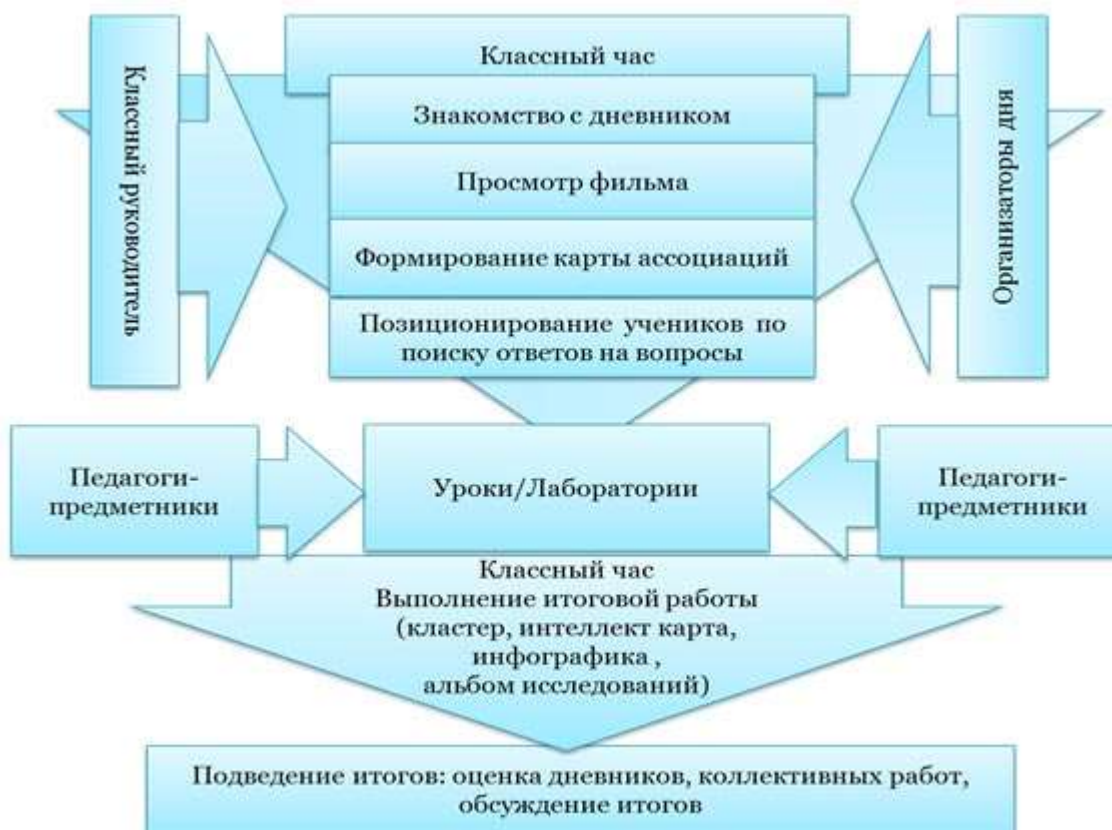 Классный час
Классный руководитель
Знакомство с дневником
Просмотр фильма
Формирование карты ассоциаций
Позиционирование учеников по
поиску ответов на вопросы
Организаторы дня
Педагоги-
предметники
Уроки/Лаборатории
Педагоги-
предметники
Классный час
Выполнение итоговой работы
(кластер, интеллект карта,
инфографика ,
альбом исследований)
Подведение итогов: оценка дневников, коллективных работ,
обсуждение итогов